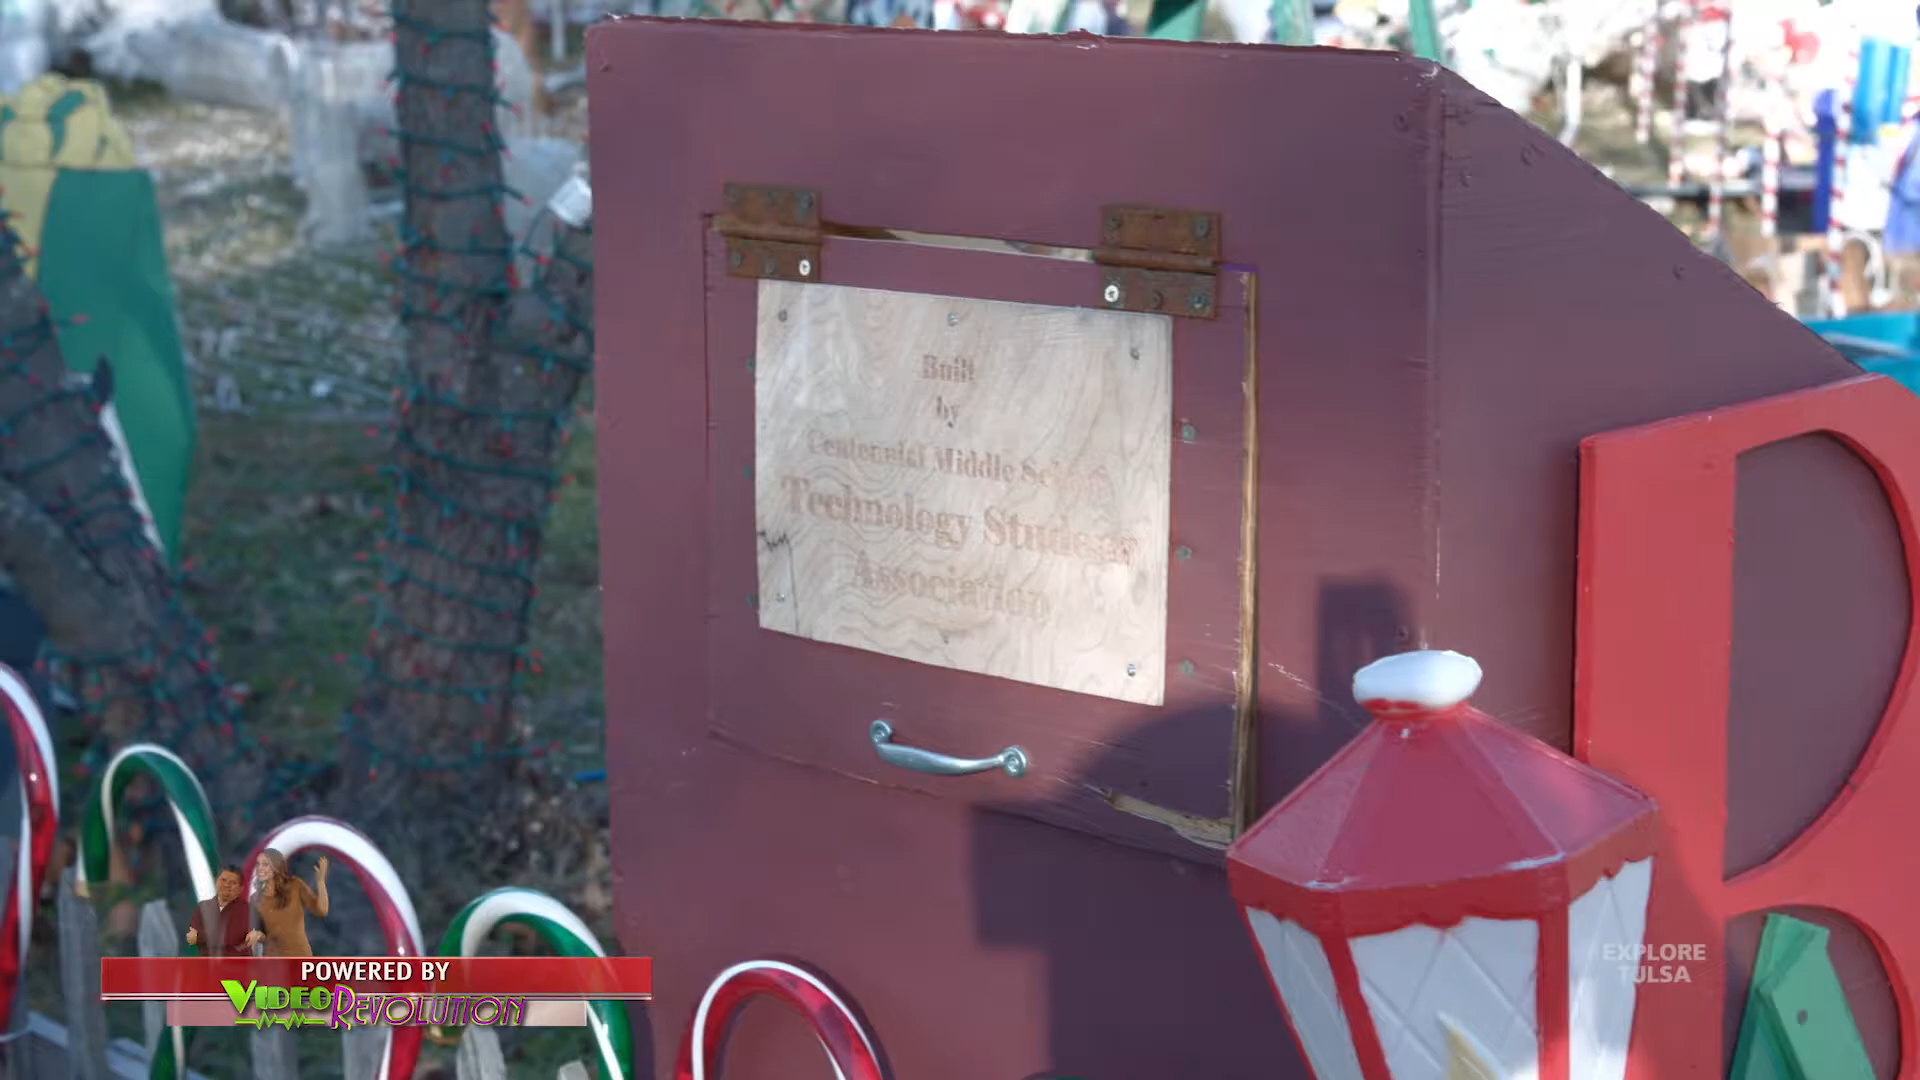 Built
by
Centennial Middle School
Technology Student
Association
POWERED BY
VIDEO REVOLUTION
EXPLORE
TULSA
B